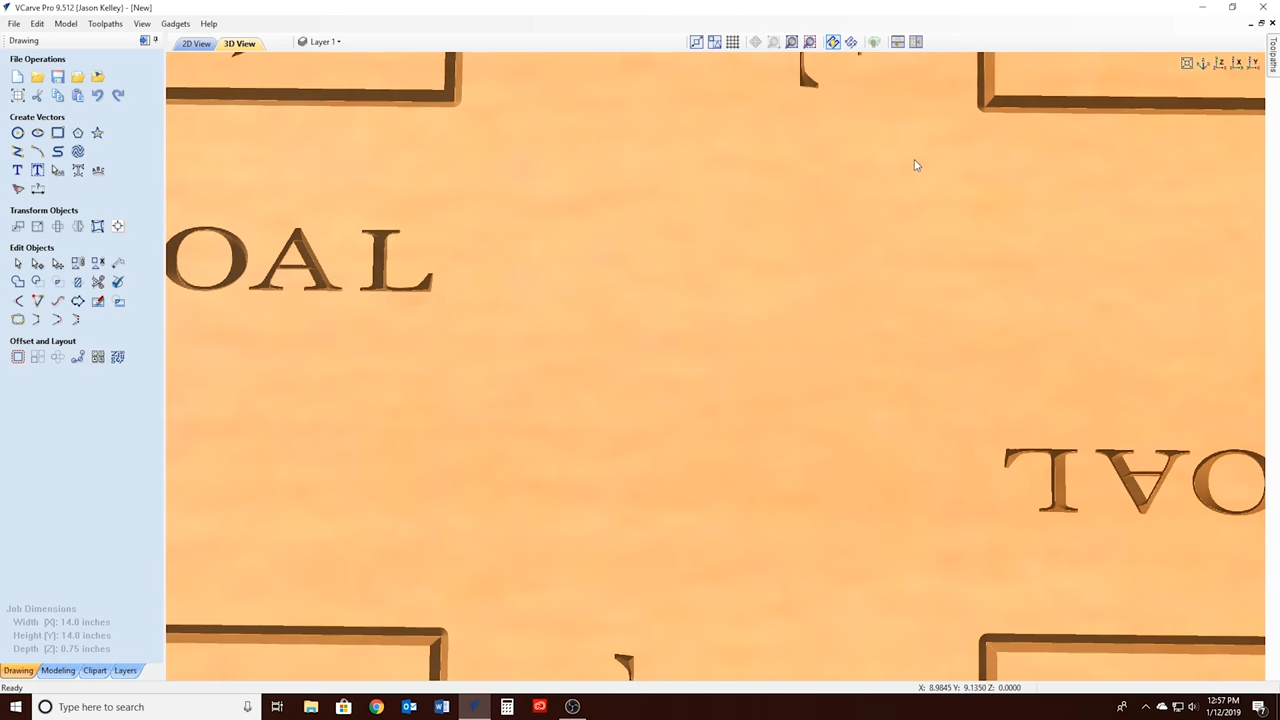 VCarve Pro 9.512 {Jason Kelley} - [New]
File Edit Model Toolpaths View Gadgets Help
Drawing
2D View 3D View Layer 1
Toolpaths
File Operations
Create Vectors
Transform Objects
Edit Objects
Offset and Layout
OAL
OAL
Job Dimensions
Width (X): 14.0 inches
Height (Y): 14.0 inches
Depth (Z): 0.75 inches
Drawing Modeling Clipart Layers
Ready
X: 8.9845 Y: 9.1350 Z: 0.0000
Type here to search
12:57 PM
1/12/2019